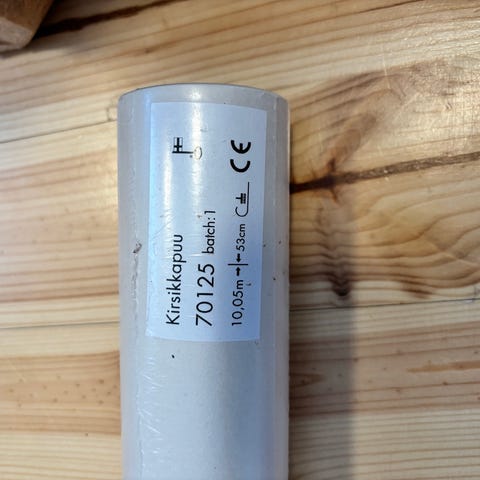 Kirsikkapuu
70125 batch:1
10,05m 53cm
CE